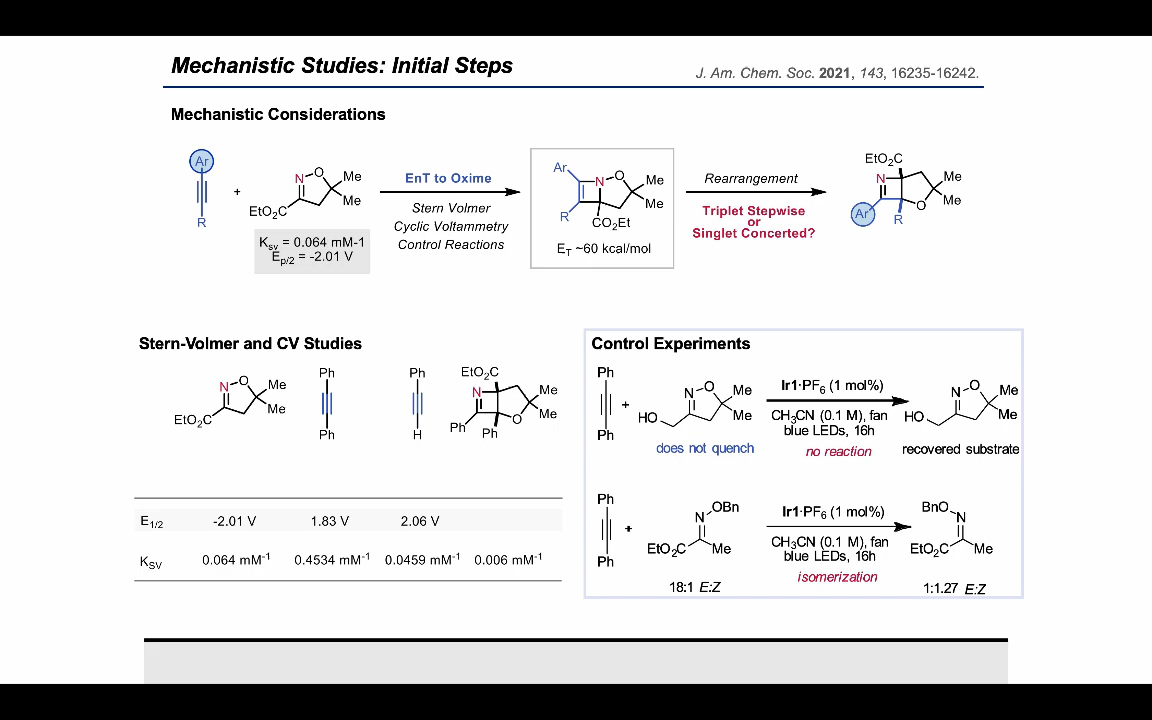 Mechanistic Studies: Initial Steps
J. Am. Chem. Soc. 2021, 143, 16235-16242.
Mechanistic Considerations
Ar
R
+
N
O
Me
Me
EtO2C
Ksv = 0.064 mM-1
Ep/2 = -2.01 V
EnT to Oxime
Stern Volmer
Cyclic Voltammetry
Control Reactions
Ar
N
O
Me
Me
R
CO2Et
ET ~60 kcal/mol
Rearrangement
Triplet Stepwise
or
Singlet Concerted?
EtO2C
N
Me
Me
O
Ar
R
Stern-Volmer and CV Studies
N
O
Me
Me
EtO2C
Ph
Ph
Ph
H
EtO2C
N
Me
Me
O
Ph
Ph
E1/2 -2.01 V 1.83 V 2.06 V
KSV 0.064 mM-1 0.4534 mM-1 0.0459 mM-1 0.006 mM-1
Control Experiments
Ph
Ph
+
N
O
Me
Me
HO
does not quench
Ir1·PF6 (1 mol%)
CH3CN (0.1 M), fan
blue LEDs, 16h
no reaction
N
O
Me
Me
HO
recovered substrate
Ph
Ph
+
N
OBn
EtO2C
Me
18:1 E:Z
Ir1·PF6 (1 mol%)
CH3CN (0.1 M), fan
blue LEDs, 16h
isomerization
BnO
N
EtO2C
Me
1:1.27 E:Z